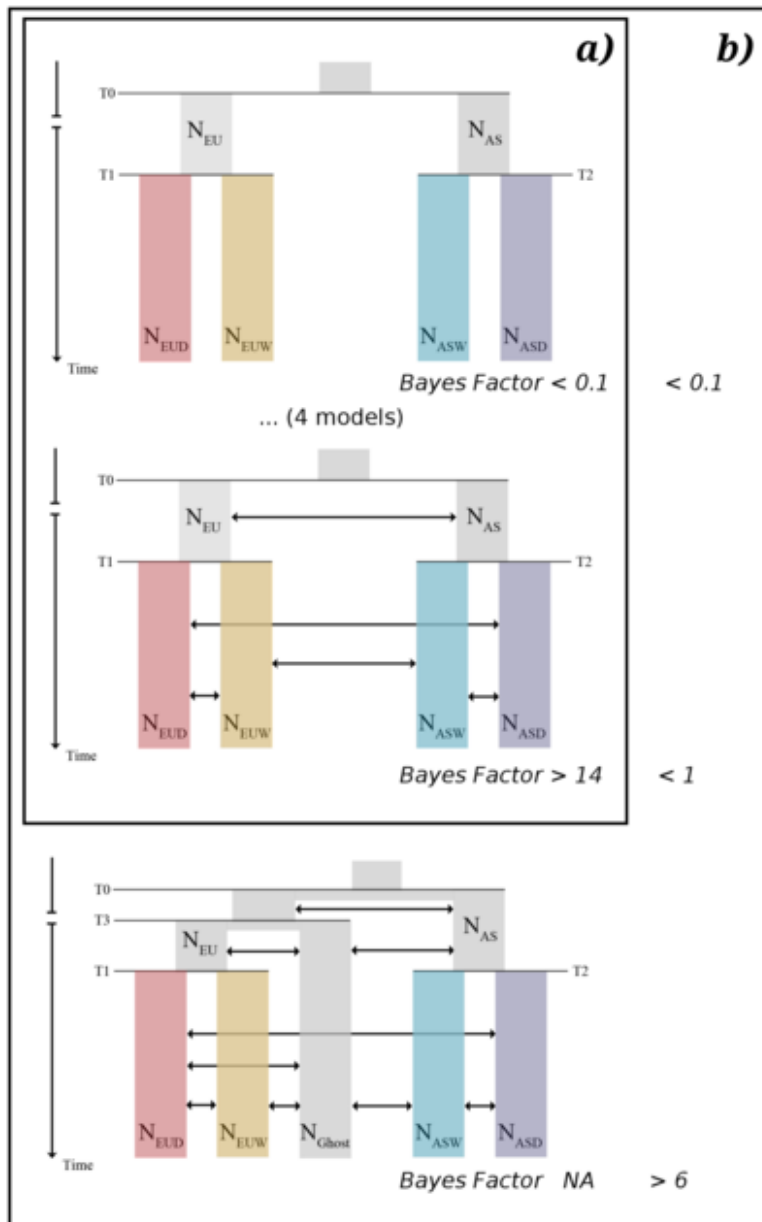 a) b)
T0
N_EU N_AS
T1 T2
N_EUD N_EUW N_ASW N_ASD
Time
Bayes Factor < 0.1 < 0.1
... (4 models)
T0
N_EU N_AS
T1 T2
N_EUD N_EUW N_ASW N_ASD
Time
Bayes Factor > 14 < 1
T0
T3
N_EU N_AS
T1 T2
N_EUD N_EUW N_Ghost N_ASW N_ASD
Time
Bayes Factor NA > 6